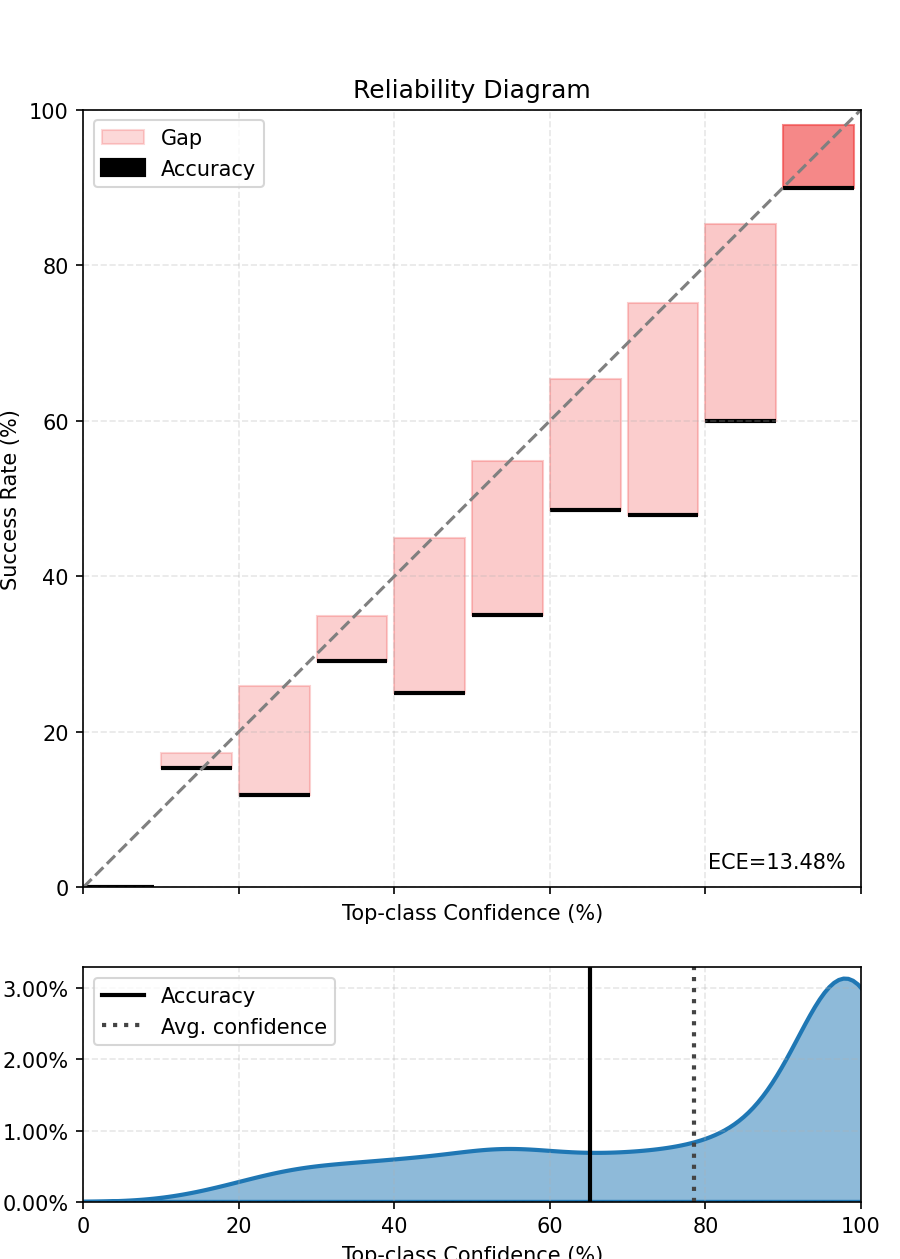 Reliability Diagram
100
80
60
40
20
0
Success Rate (%)
Gap
Accuracy
ECE=13.48%
Top-class Confidence (%)
3.00%
2.00%
1.00%
0.00%
Accuracy
Avg. confidence
0 20 40 60 80 100
Top-class Confidence (%)